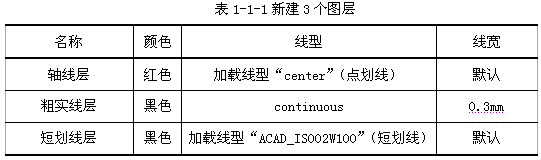 表 1-1-1 新建 3 个图层
名称 颜色 线型 线宽
轴线层 红色 加载线型“center”(点划线) 默认
粗实线层 黑色 continuous 0.3mm
短划线层 黑色 加载线型“ACAD_ISO02W100”(短划线) 默认